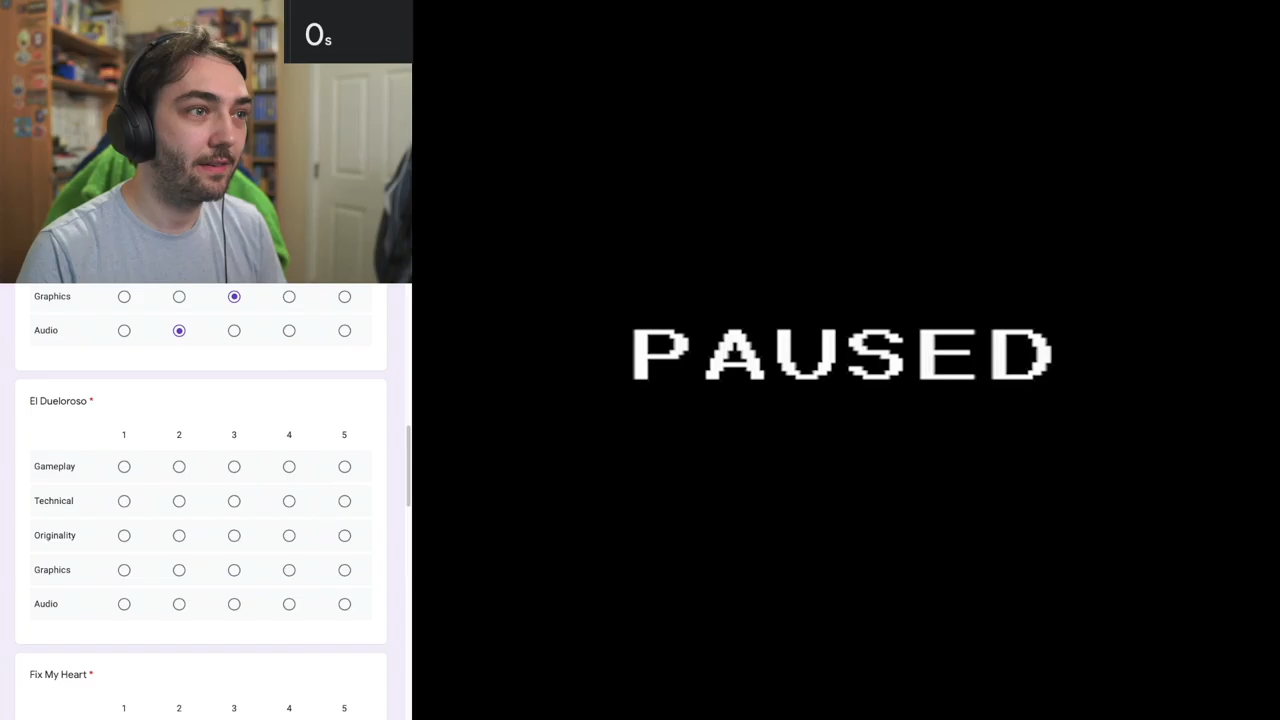 0s
Graphics
Audio
El Dueloroso *
1 2 3 4 5
Gameplay
Technical
Originality
Graphics
Audio
Fix My Heart *
1 2 3 4 5
PAUSED